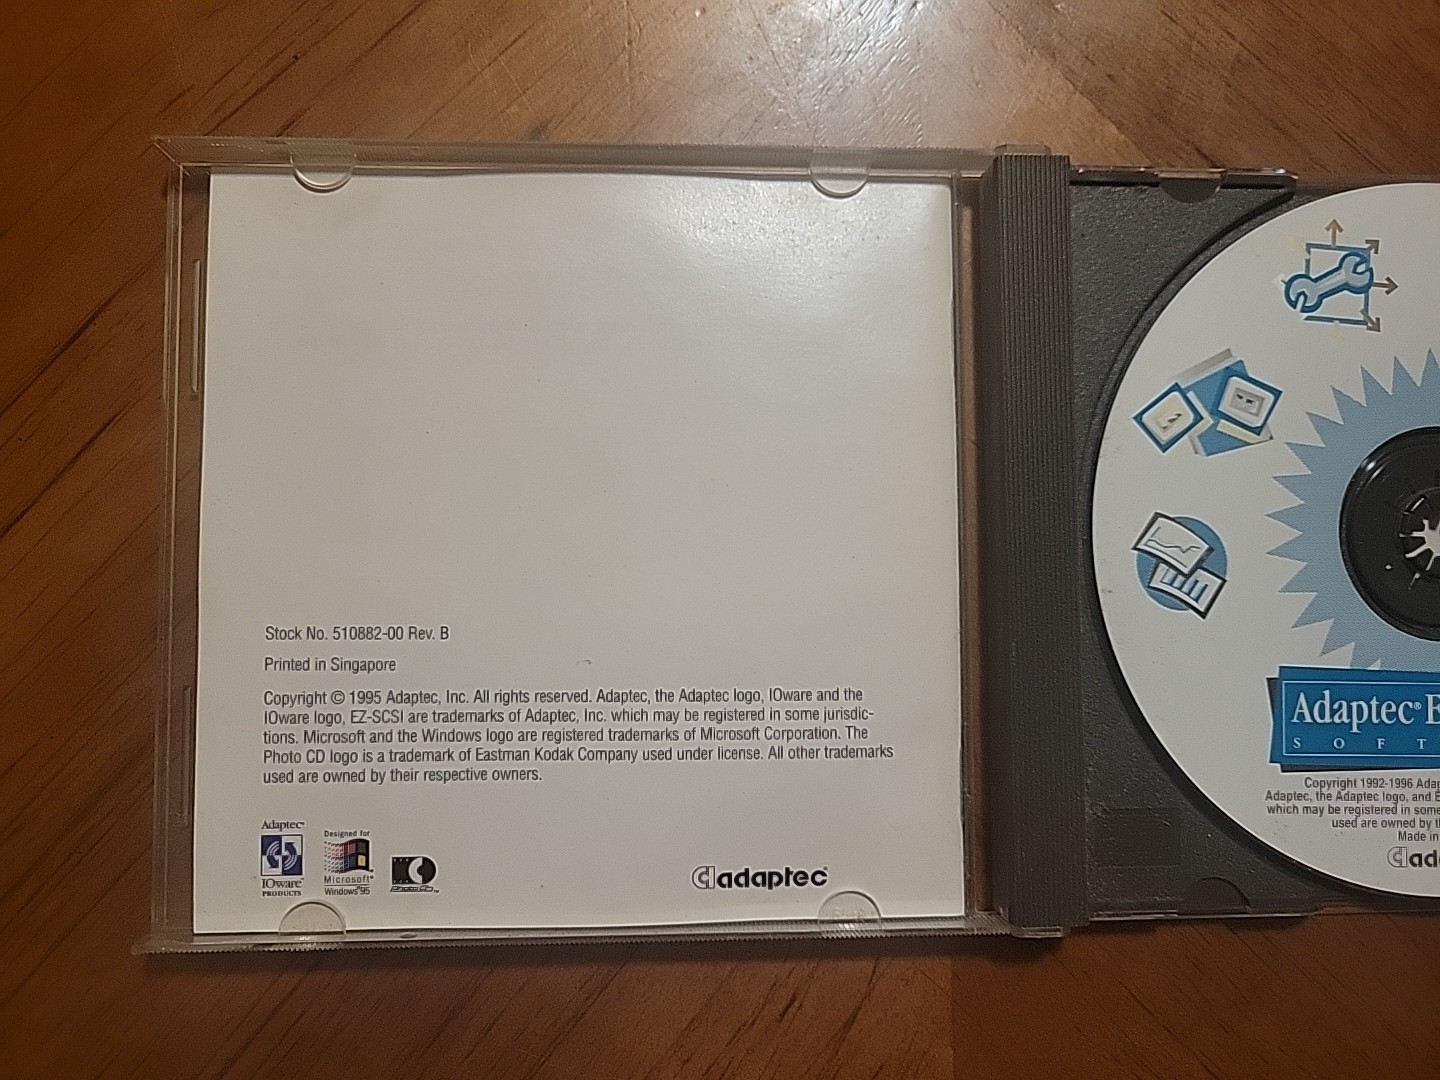 Stock No. 510882-00 Rev. B
Printed in Singapore
Copyright © 1995 Adaptec, Inc. All rights reserved. Adaptec, the Adaptec logo, IOware and the
IOware logo, EZ-SCSI are trademarks of Adaptec, Inc. which may be registered in some jurisdic-
tions. Microsoft and the Windows logo are registered trademarks of Microsoft Corporation. The
Photo CD logo is a trademark of Eastman Kodak Company used under license. All other trademarks
used are owned by their respective owners.
Adaptec
IOware
PRODUCTS
Designed for
Microsoft®
Windows®95
Photo CD
adaptec
Adaptec® E
SOFT
Copyright 1992-1996 Adap
Adaptec, the Adaptec logo, and E
which may be registered in some
used are owned by t
Made in
ada